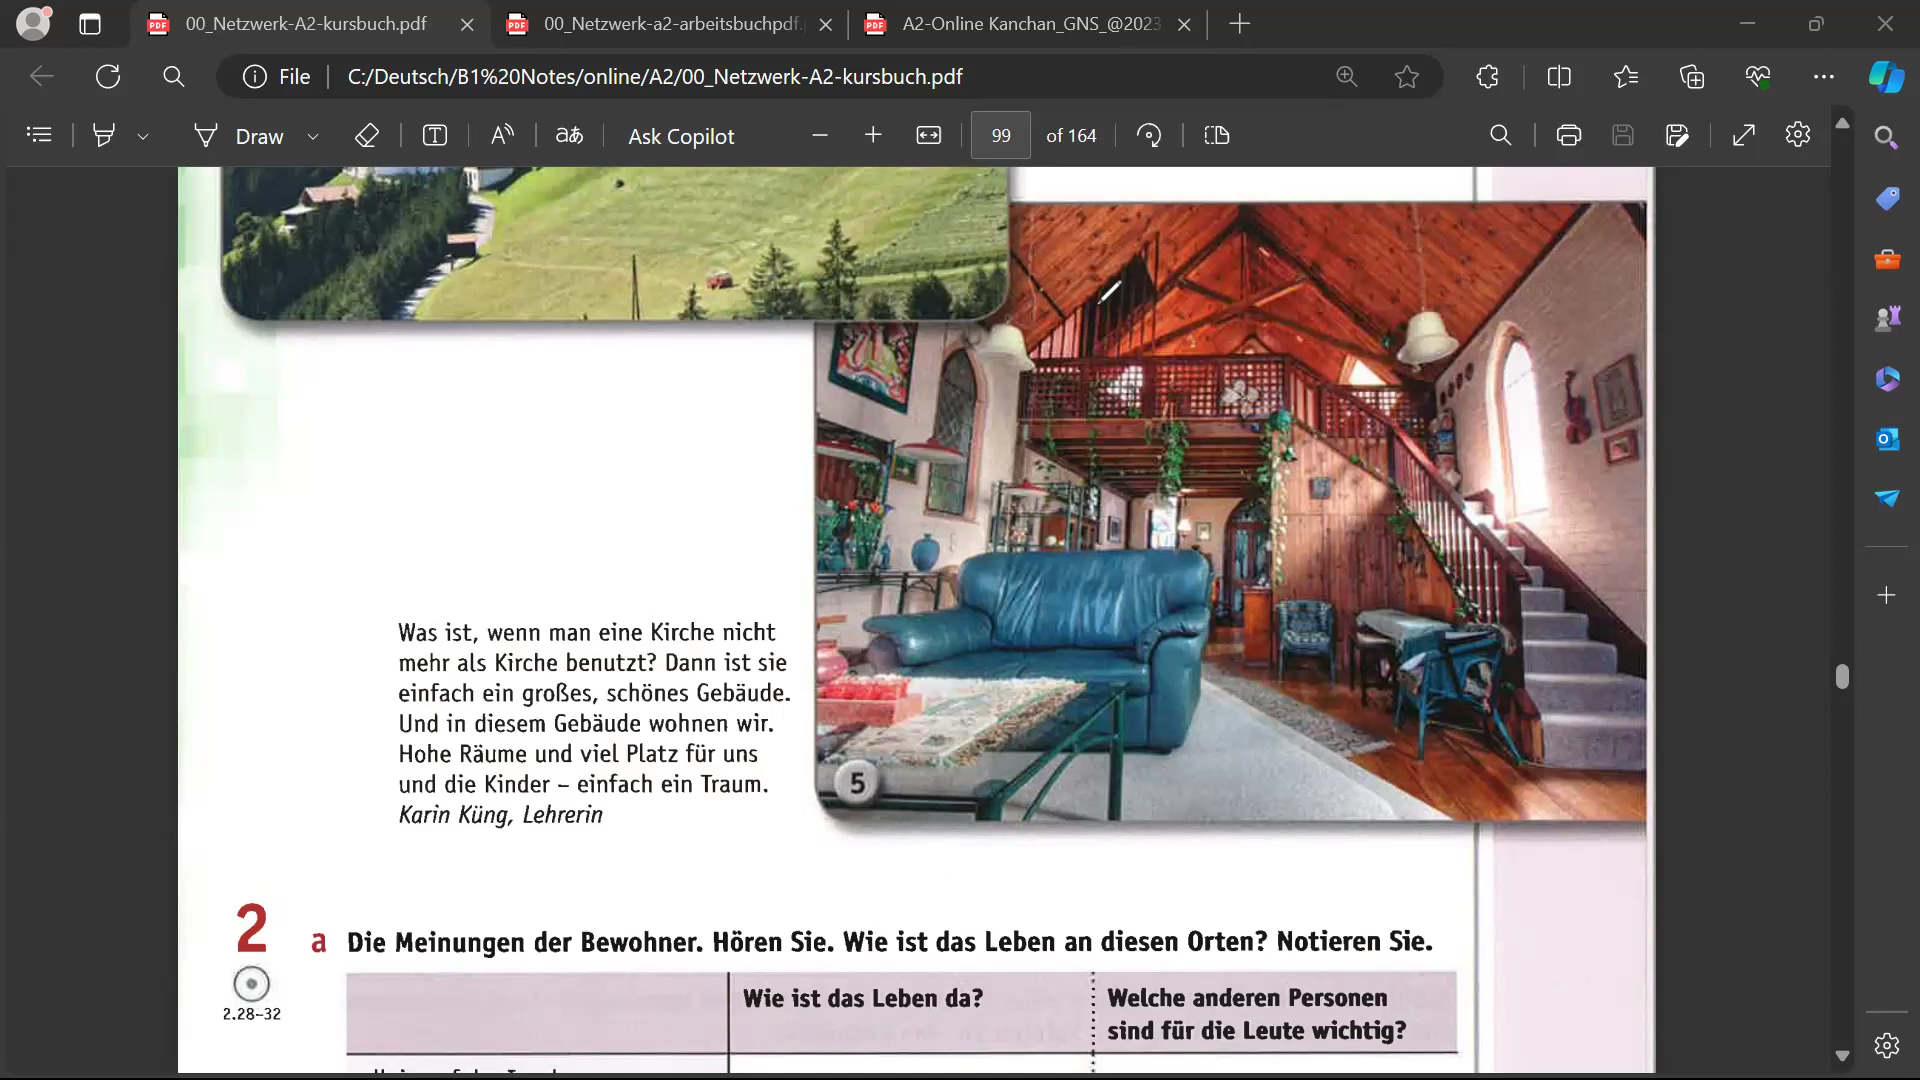 00_Netzwerk-A2-kursbuch.pdf
00_Netzwerk-a2-arbeitsbuchpdf.
A2-Online Kanchan_GNS_@2023
File
C:/Deutsch/B1%20Notes/online/A2/00_Netzwerk-A2-kursbuch.pdf
Draw
Ask Copilot
99 of 164
Was ist, wenn man eine Kirche nicht
mehr als Kirche benutzt? Dann ist sie
einfach ein großes, schönes Gebäude.
Und in diesem Gebäude wohnen wir.
Hohe Räume und viel Platz für uns
und die Kinder – einfach ein Traum.
Karin Küng, Lehrerin
5
2
a Die Meinungen der Bewohner. Hören Sie. Wie ist das Leben an diesen Orten? Notieren Sie.
2.28-32
Wie ist das Leben da?
Welche anderen Personen
sind für die Leute wichtig?